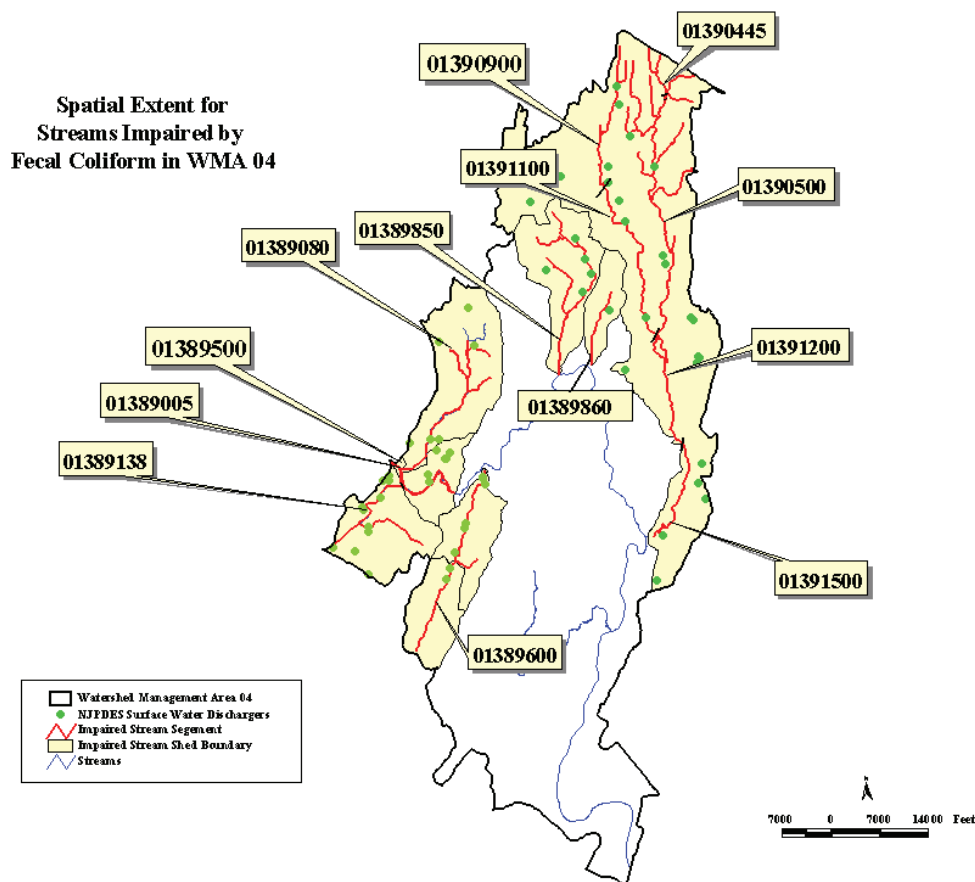 Spatial Extent for
Streams Impaired by
Fecal Coliform in WMA 04
01390445
01390900
01391100
01390500
01389850
01389080
01389500
01391200
01389005
01389860
01389138
01391500
01389600
Watershed Management Area 04
NJPDES Surface Water Dischargers
Impaired Stream Segement
Impaired Stream Shed Boundary
Streams
N
7000 0 7000 14000 Feet